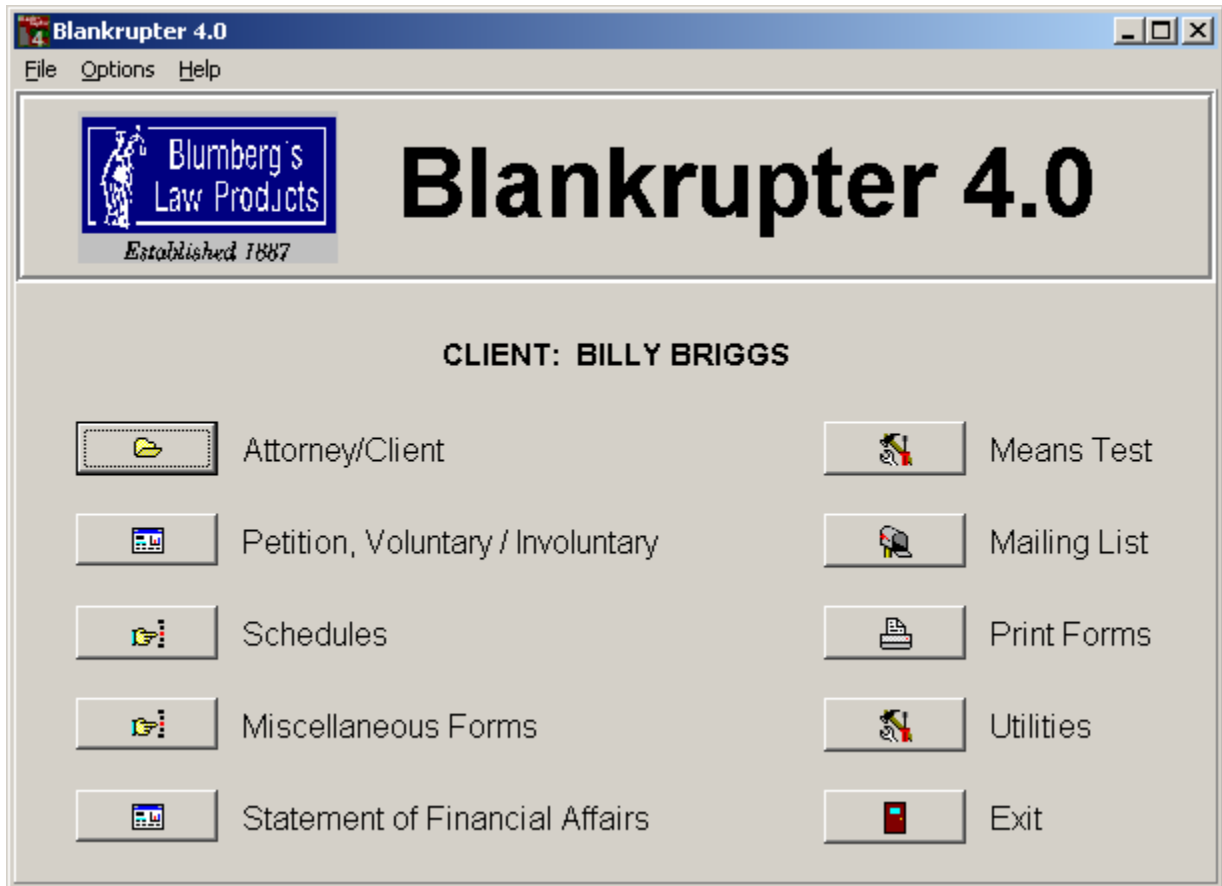 Blankrupter 4.0
File Options Help
Blumberg's
Law Products
Established 1887
Blankrupter 4.0
CLIENT: BILLY BRIGGS
Attorney/Client
Means Test
Petition, Voluntary / Involuntary
Mailing List
Schedules
Print Forms
Miscellaneous Forms
Utilities
Statement of Financial Affairs
Exit